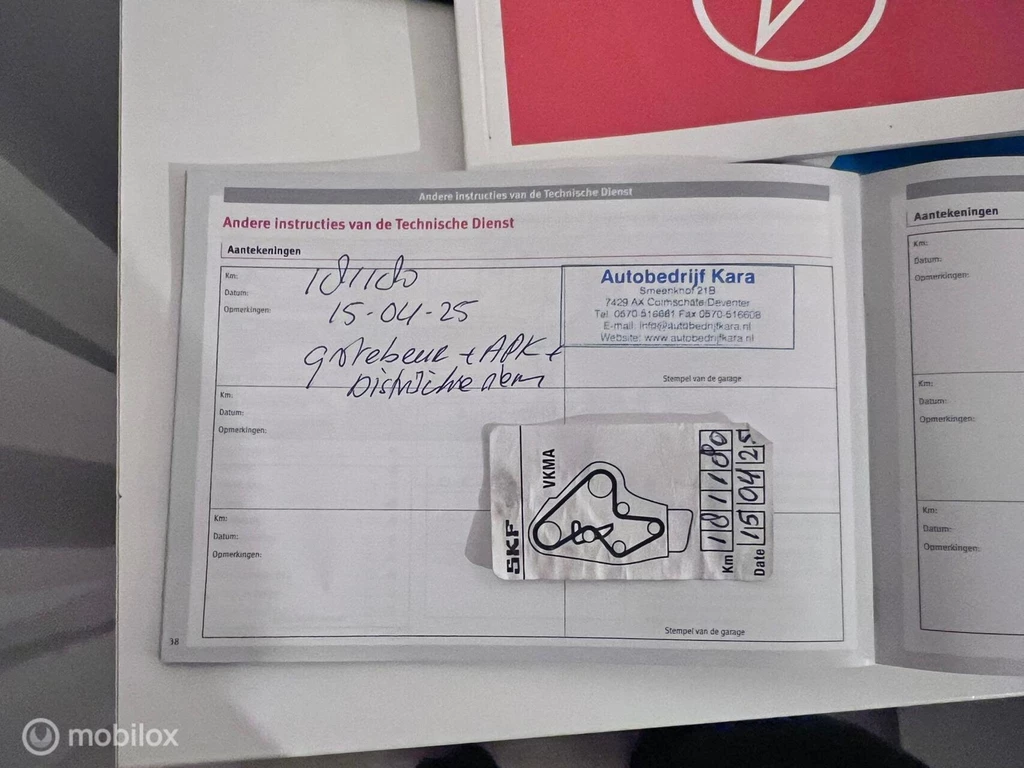 Andere instructies van de Technische Dienst
Andere instructies van de Technische Dienst
Aantekeningen
Km: 181180
Datum: 15-04-25
Opmerkingen: grotebeur + APK +
Distributie riem
Autobedrijf Kara
Smeenkhof 21B
7429 AX Colmschate/Deventer
Tel. 0570-516661 Fax 0570-516608
E-mail: info@autobedrijfkara.nl
Website: www.autobedrijfkara.nl
Stempel van de garage
Km:
Datum:
Opmerkingen:
SKF
VKMA
Km 181180
Date 15 04 25
Km:
Datum:
Opmerkingen:
Stempel van de garage
38
Aantekeningen
Km:
Datum:
Opmerkingen:
Km:
Datum:
Opmerkingen:
Km:
Datum:
Opmerkingen:
mobilox